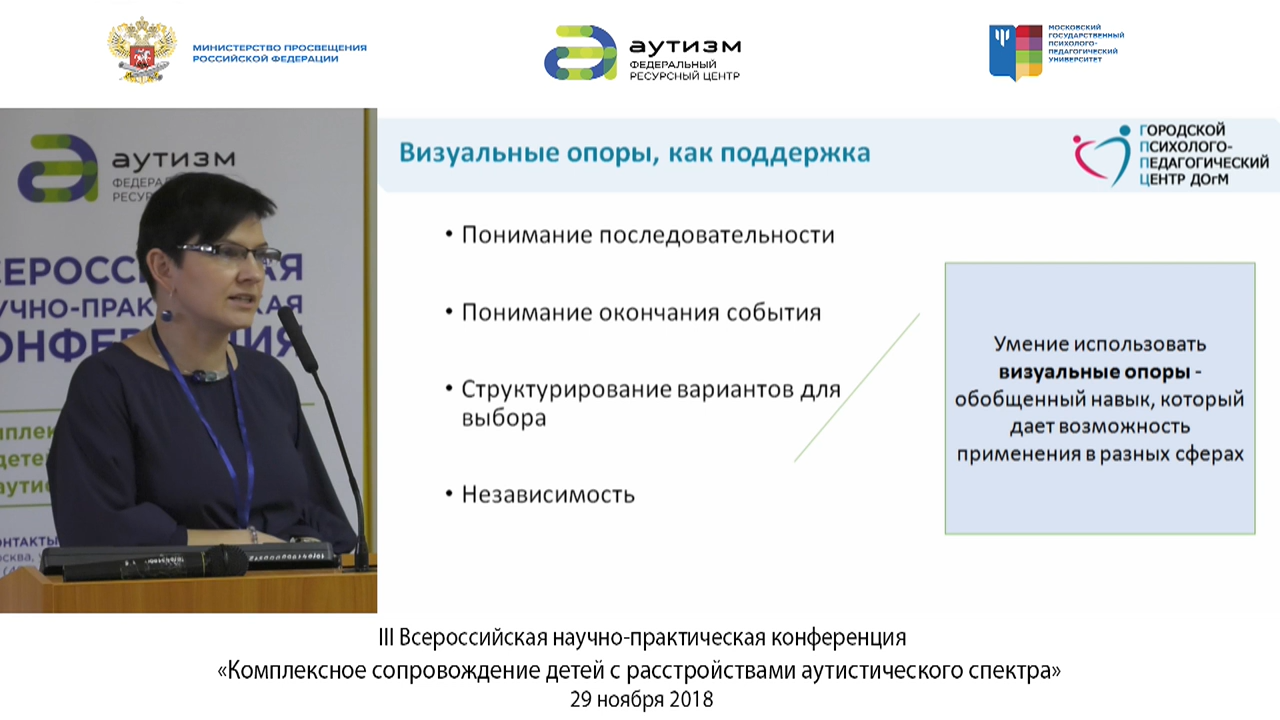 МИНИСТЕРСТВО ПРОСВЕЩЕНИЯ
РОССИЙСКОЙ ФЕДЕРАЦИИ
аутизм
ФЕДЕРАЛЬНЫЙ
РЕСУРСНЫЙ ЦЕНТР
МОСКОВСКИЙ
ГОСУДАРСТВЕННЫЙ
ПСИХОЛОГО-
ПЕДАГОГИЧЕСКИЙ
УНИВЕРСИТЕТ
аутизм
Визуальные опоры, как поддержка
ГОРОДСКОЙ
ПСИХОЛОГО-
ПЕДАГОГИЧЕСКИЙ
ЦЕНТР ДОгМ
• Понимание последовательности
• Понимание окончания события
• Структурирование вариантов для
выбора
• Независимость
Умение использовать
визуальные опоры -
обобщенный навык, который
дает возможность
применения в разных сферах
III Всероссийская научно-практическая конференция
«Комплексное сопровождение детей с расстройствами аутистического спектра»
29 ноября 2018